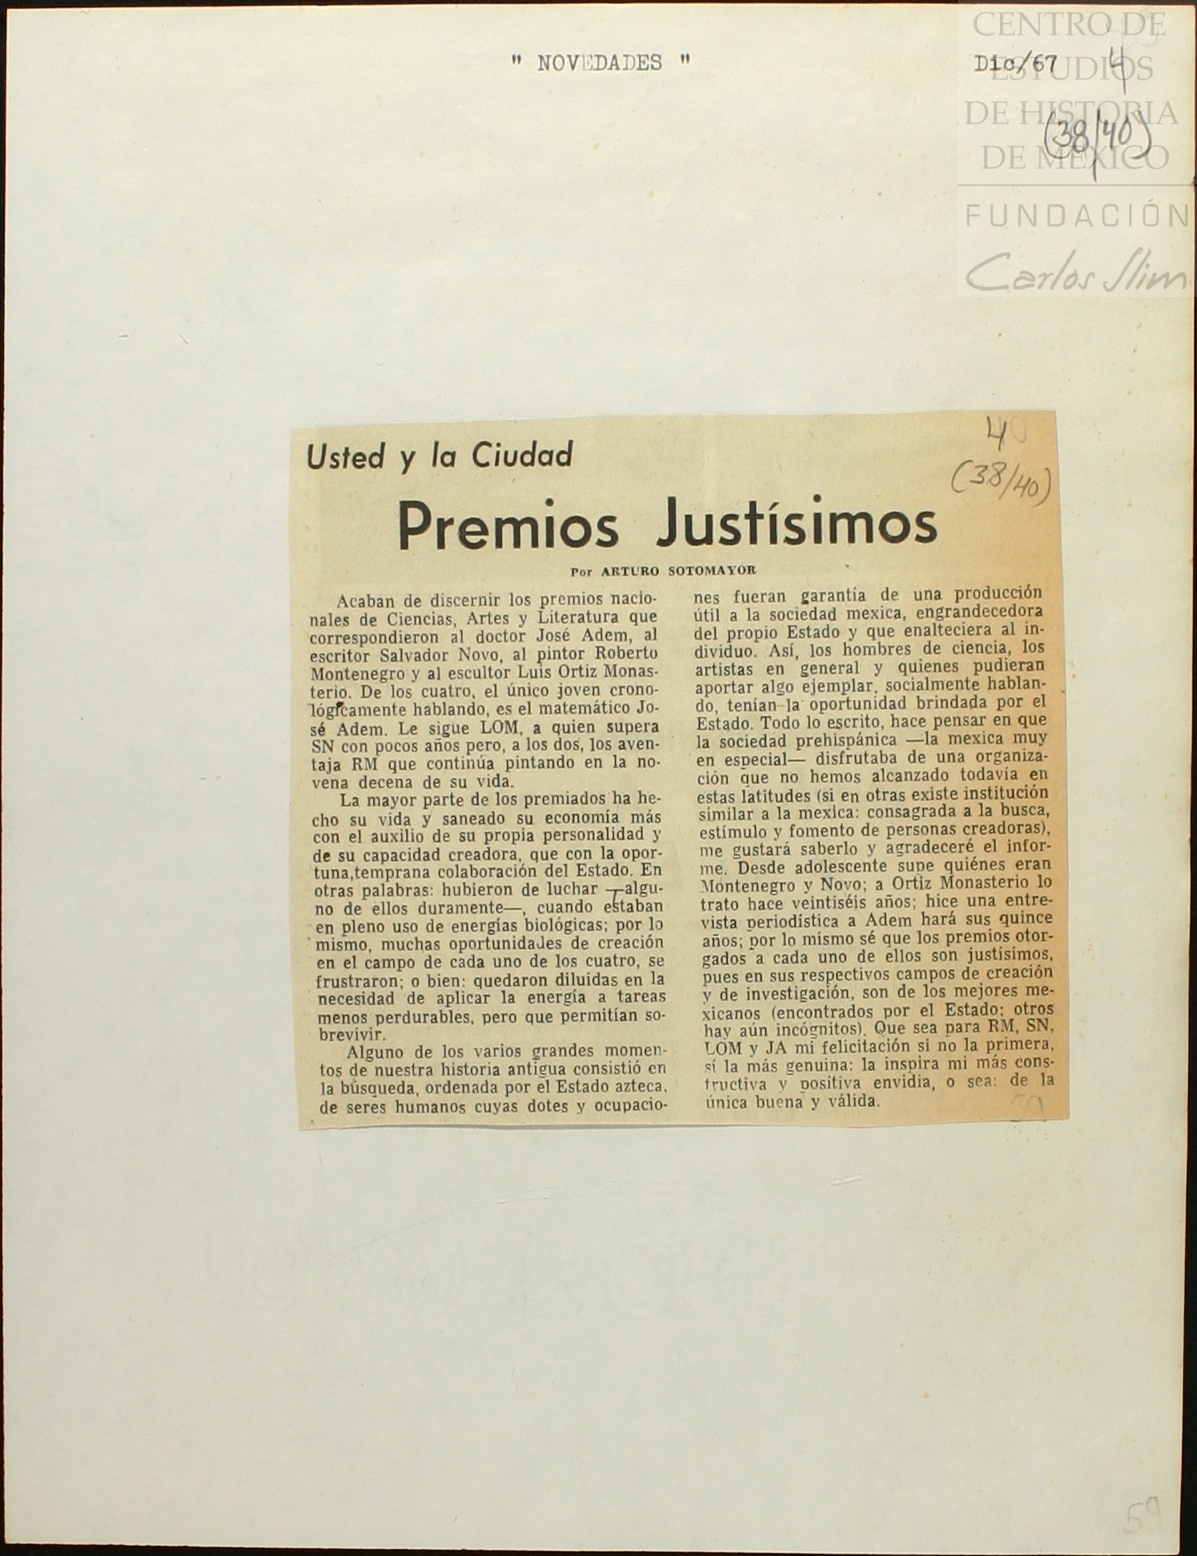 CENTRO DE
ESTUDIOS
DE HISTORIA
DE MÉXICO
FUNDACIÓN
Carlos Slim
" NOVEDADES "
Dic/67
4
(38/40)
40
(38/40)
Usted y la Ciudad
Premios Justísimos
Por ARTURO SOTOMAYOR
Acaban de discernir los premios nacio-
nales de Ciencias, Artes y Literatura que
correspondieron al doctor José Adem, al
escritor Salvador Novo, al pintor Roberto
Montenegro y al escultor Luis Ortiz Monas-
terio. De los cuatro, el único joven crono-
lógicamente hablando, es el matemático Jo-
sé Adem. Le sigue LOM, a quien supera
SN con pocos años pero, a los dos, los aven-
taja RM que continúa pintando en la no-
vena decena de su vida.
La mayor parte de los premiados ha he-
cho su vida y saneado su economía más
con el auxilio de su propia personalidad y
de su capacidad creadora, que con la opor-
tuna,temprana colaboración del Estado. En
otras palabras: hubieron de luchar —algu-
no de ellos duramente—, cuando estaban
en pleno uso de energías biológicas; por lo
mismo, muchas oportunidades de creación
en el campo de cada uno de los cuatro, se
frustraron; o bien: quedaron diluidas en la
necesidad de aplicar la energía a tareas
menos perdurables, pero que permitían so-
brevivir.
Alguno de los varios grandes momen-
tos de nuestra historia antigua consistió en
la búsqueda, ordenada por el Estado azteca,
de seres humanos cuyas dotes y ocupacio-
nes fueran garantía de una producción
útil a la sociedad mexica, engrandecedora
del propio Estado y que enalteciera al in-
dividuo. Así, los hombres de ciencia, los
artistas en general y quienes pudieran
aportar algo ejemplar, socialmente hablan-
do, tenían la oportunidad brindada por el
Estado. Todo lo escrito, hace pensar en que
la sociedad prehispánica —la mexica muy
en especial— disfrutaba de una organiza-
ción que no hemos alcanzado todavía en
estas latitudes (si en otras existe institución
similar a la mexica: consagrada a la busca,
estímulo y fomento de personas creadoras),
me gustará saberlo y agradeceré el infor-
me. Desde adolescente supe quiénes eran
Montenegro y Novo; a Ortiz Monasterio lo
trato hace veintiséis años; hice una entre-
vista periodística a Adem hará sus quince
años; por lo mismo sé que los premios otor-
gados a cada uno de ellos son justísimos,
pues en sus respectivos campos de creación
y de investigación, son de los mejores me-
xicanos (encontrados por el Estado; otros
hay aún incógnitos). Que sea para RM, SN,
LOM y JA mi felicitación si no la primera,
sí la más genuina: la inspira mi más cons-
tructiva y positiva envidia, o sea: de la
única buena y válida.
59
59